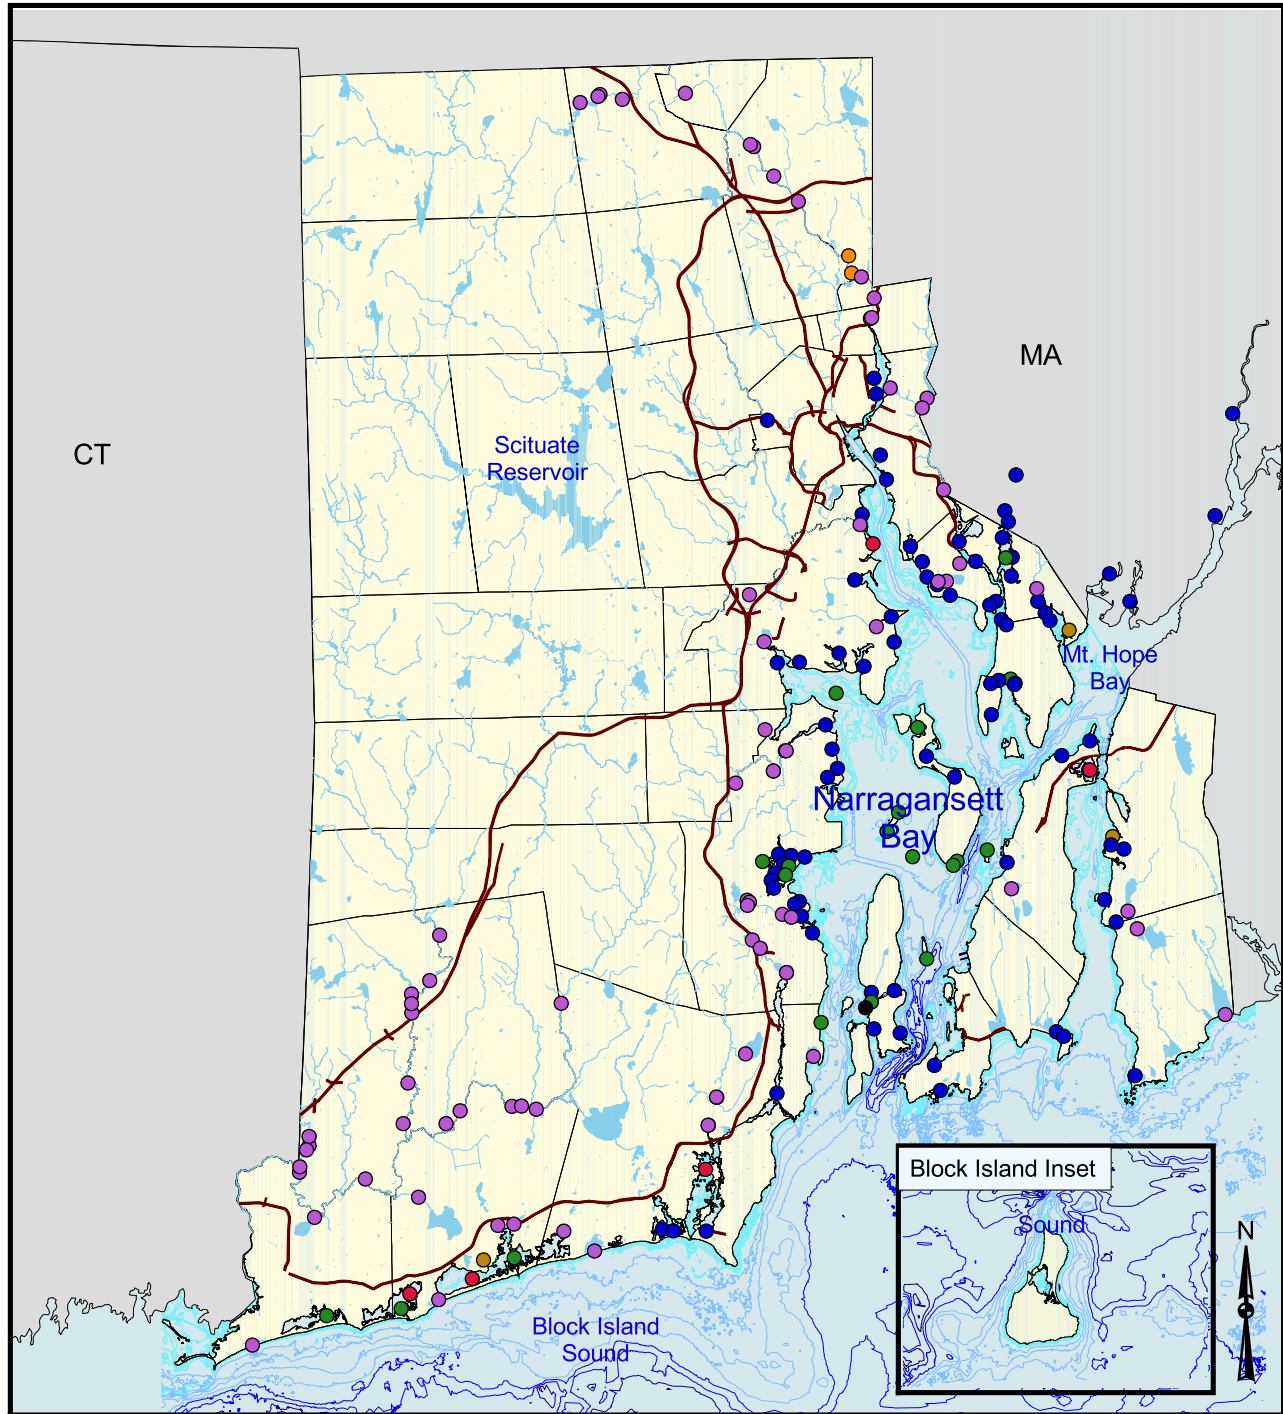 MA
CT
Scituate
Reservoir
Mt. Hope
Bay
Narragansett
Bay
Block Island Inset
Sound
N
Block Island
Sound